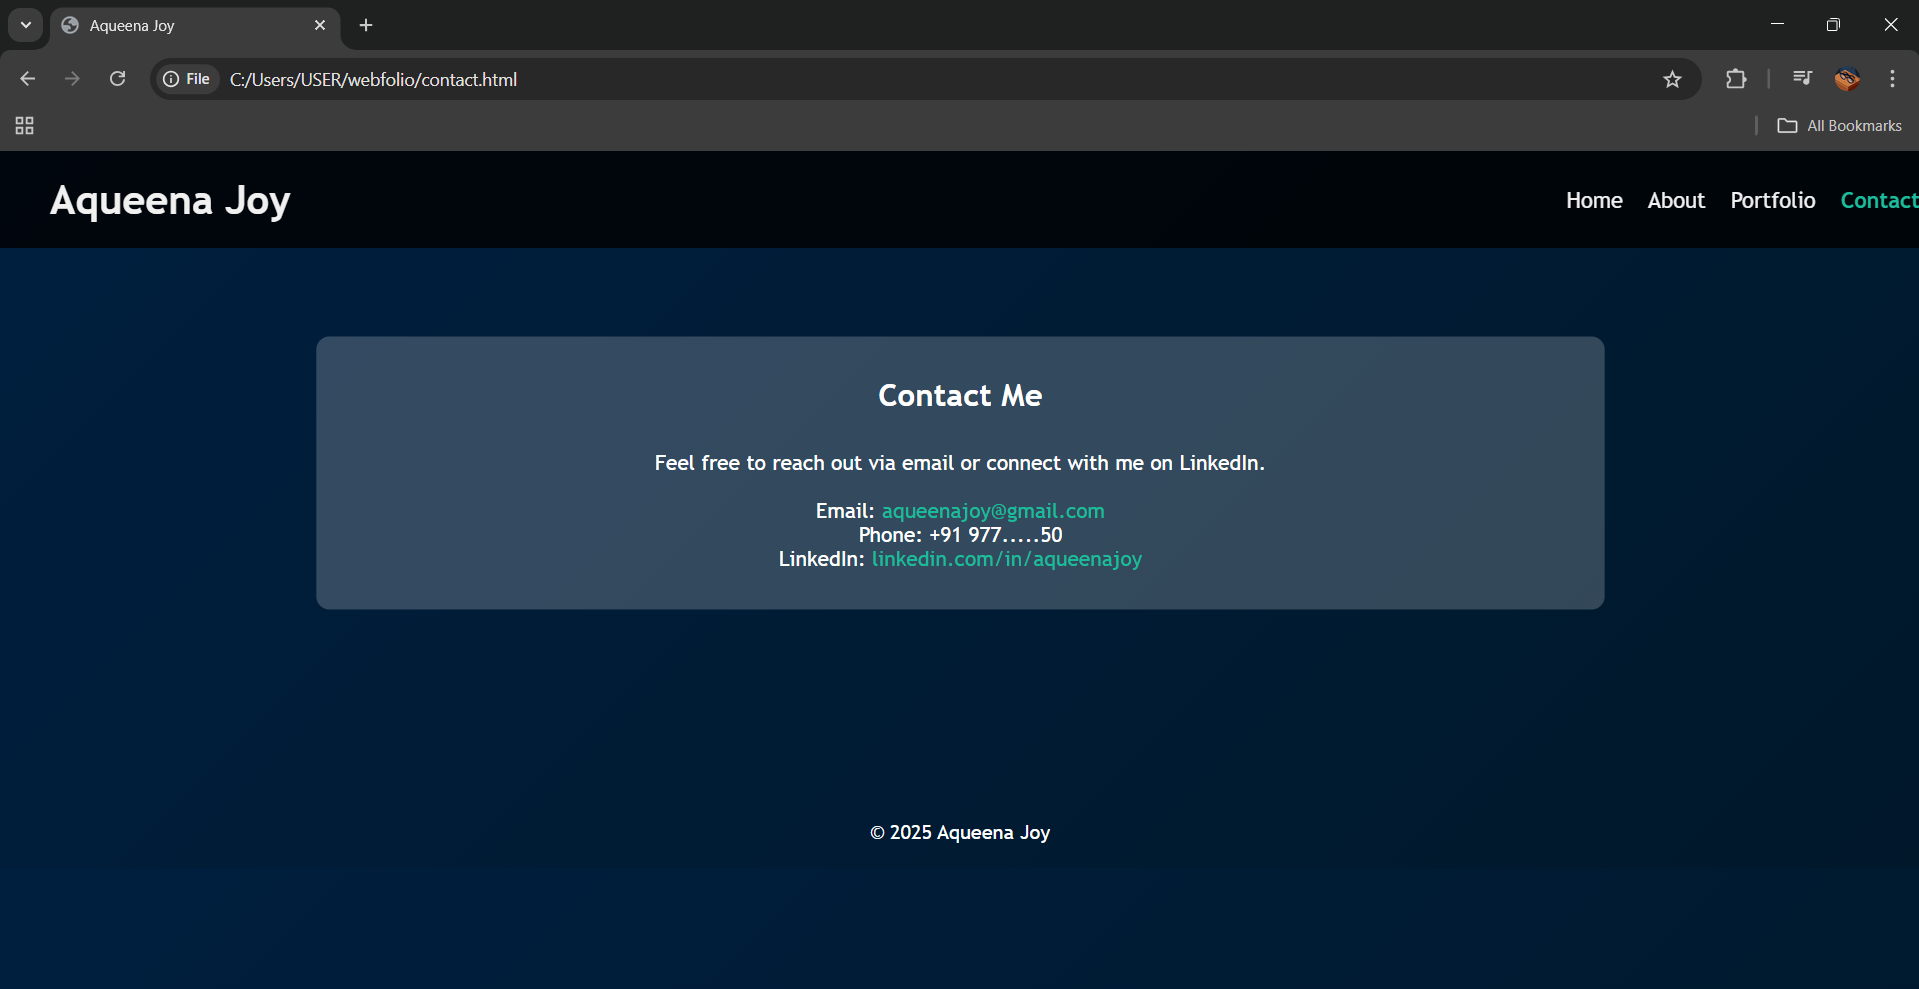 Aqueena Joy
File C:/Users/USER/webfolio/contact.html
All Bookmarks
Aqueena Joy
Home About Portfolio Contact
Contact Me
Feel free to reach out via email or connect with me on LinkedIn.
Email: aqueenajoy@gmail.com
Phone: +91 977.....50
LinkedIn: linkedin.com/in/aqueenajoy
© 2025 Aqueena Joy